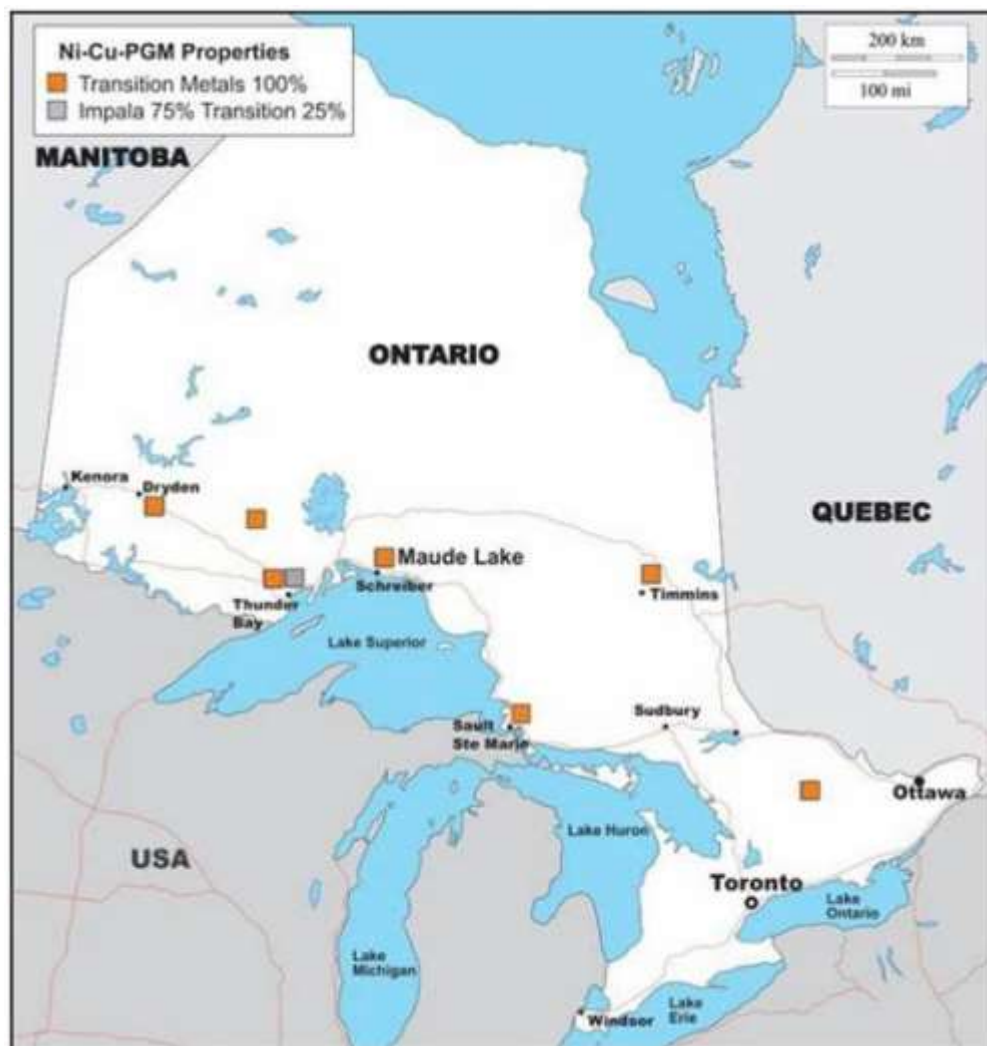 Ni-Cu-PGM Properties
Transition Metals 100%
Impala 75% Transition 25%
200 km
100 mi
MANITOBA
ONTARIO
QUEBEC
Kenora
Dryden
Maude Lake
Schreiber
Thunder
Bay
Timmins
Lake Superior
Sault
Ste Marie
Sudbury
Ottawa
Lake Huron
USA
Toronto
Lake
Ontario
Lake
Michigan
Lake
Erie
Windsor